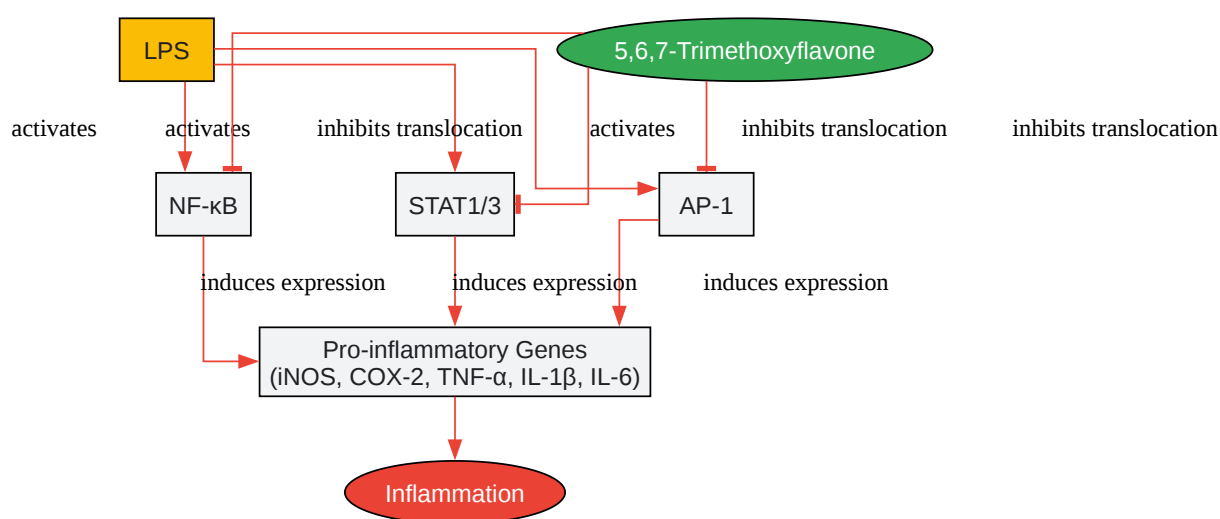 LPS
5,6,7-Trimethoxyflavone
activates
activates
inhibits translocation
activates
inhibits translocation
inhibits translocation
NF-κB
STAT1/3
AP-1
induces expression
induces expression
induces expression
Pro-inflammatory Genes
(iNOS, COX-2, TNF-α, IL-1β, IL-6)
Inflammation